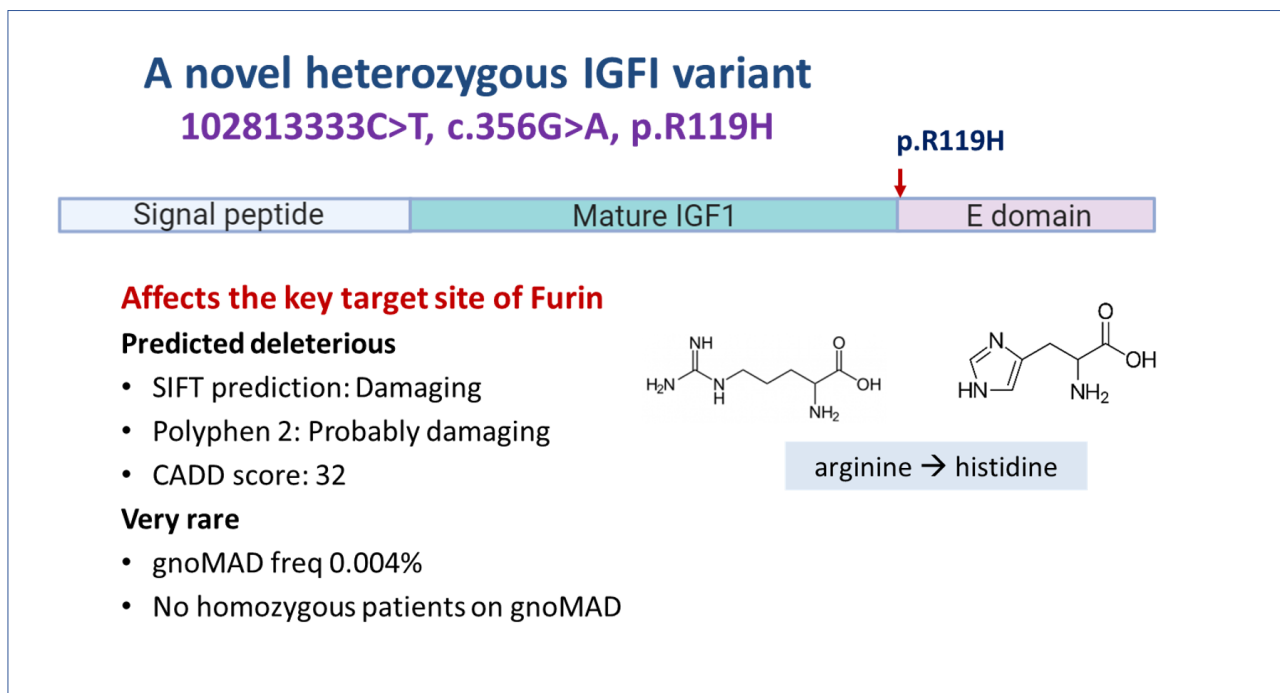 A novel heterozygous IGFI variant
102813333C>T, c.356G>A, p.R119H
p.R119H
Signal peptide
Mature IGF1
E domain
Affects the key target site of Furin
Predicted deleterious
• SIFT prediction: Damaging
• Polyphen 2: Probably damaging
• CADD score: 32
Very rare
• gnoMAD freq 0.004%
• No homozygous patients on gnoMAD
NH
O
H₂N
N
H
OH
NH₂
O
N
OH
HN
NH₂
arginine → histidine